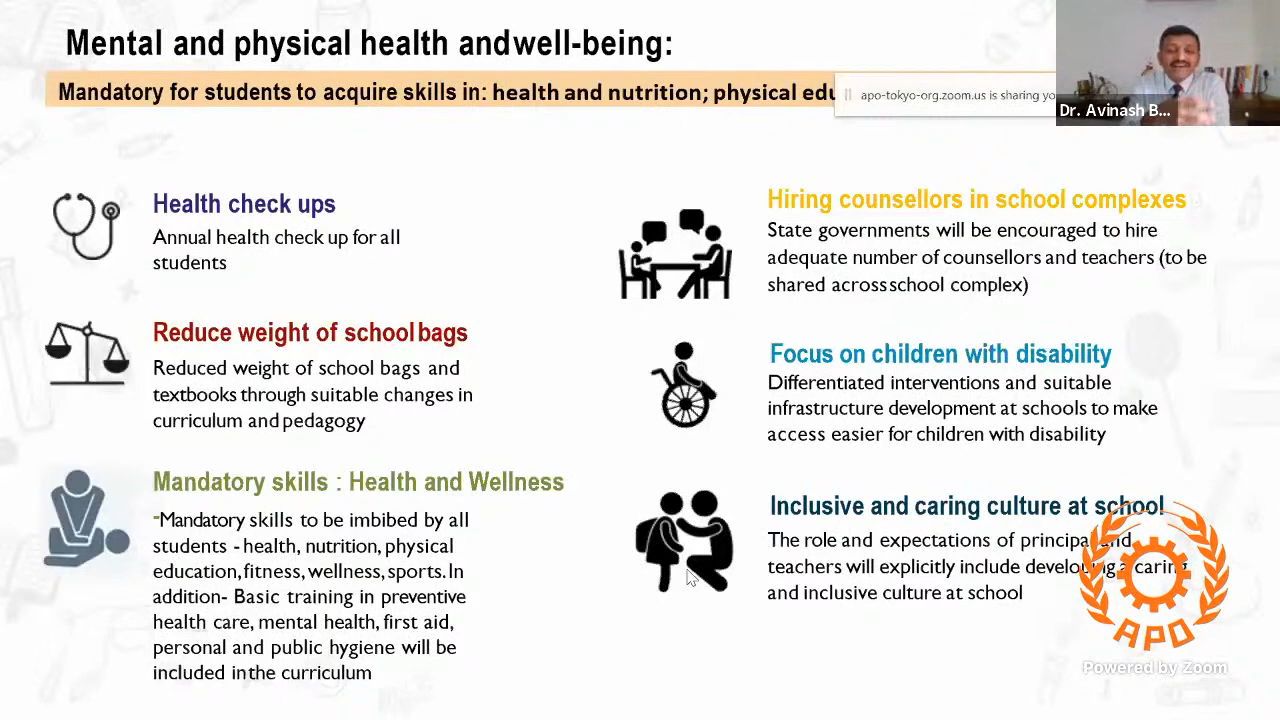 Mental and physical health and well-being:
Mandatory for students to acquire skills in: health and nutrition; physical edu
apo-tokyo-org.zoom.us is sharing yo
Dr. Avinash B...
Health check ups
Annual health check up for all
students
Reduce weight of school bags
Reduced weight of school bags and
textbooks through suitable changes in
curriculum and pedagogy
Mandatory skills : Health and Wellness
-Mandatory skills to be imbibed by all
students - health, nutrition, physical
education, fitness, wellness, sports. In
addition- Basic training in preventive
health care, mental health, first aid,
personal and public hygiene will be
included in the curriculum
Hiring counsellors in school complexes
State governments will be encouraged to hire
adequate number of counsellors and teachers (to be
shared across school complex)
Focus on children with disability
Differentiated interventions and suitable
infrastructure development at schools to make
access easier for children with disability
Inclusive and caring culture at school
The role and expectations of principal and
teachers will explicitly include developing a caring
and inclusive culture at school
APO
Powered by Zoom